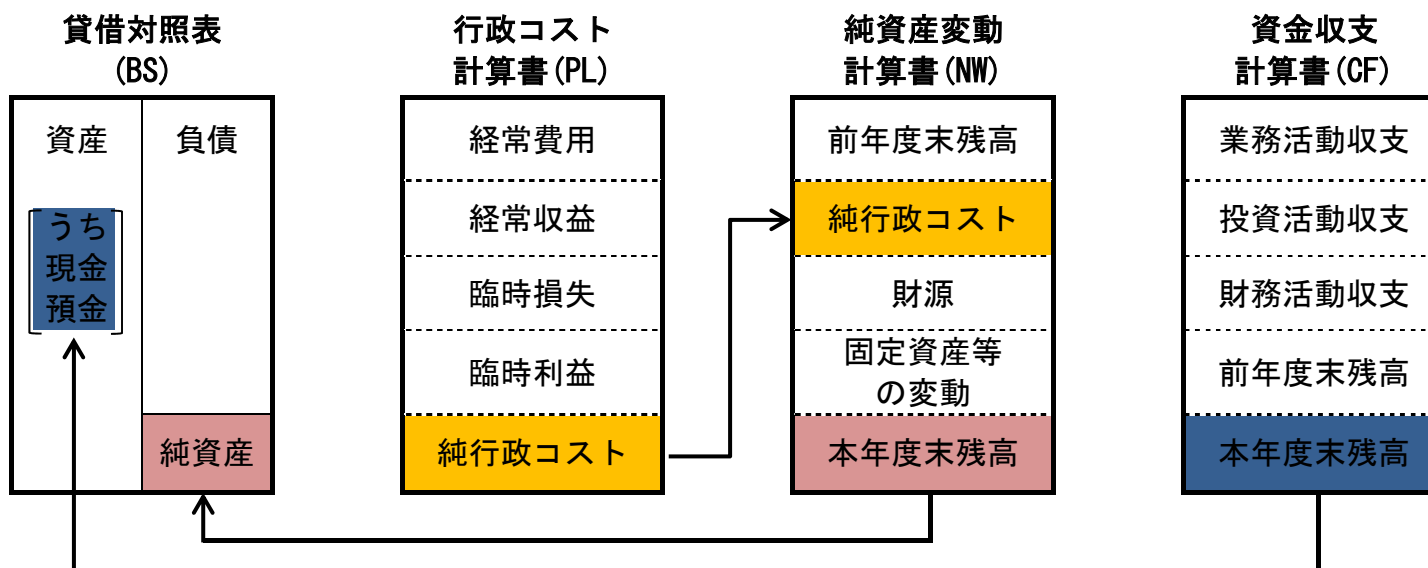 貸借対照表
(BS)
資産
負債
うち
現金
預金
純資産
行政コスト
計算書(PL)
経常費用
経常収益
臨時損失
臨時利益
純行政コスト
純資産変動
計算書(NW)
前年度末残高
純行政コスト
財源
固定資産等
の変動
本年度末残高
資金収支
計算書(CF)
業務活動収支
投資活動収支
財務活動収支
前年度末残高
本年度末残高